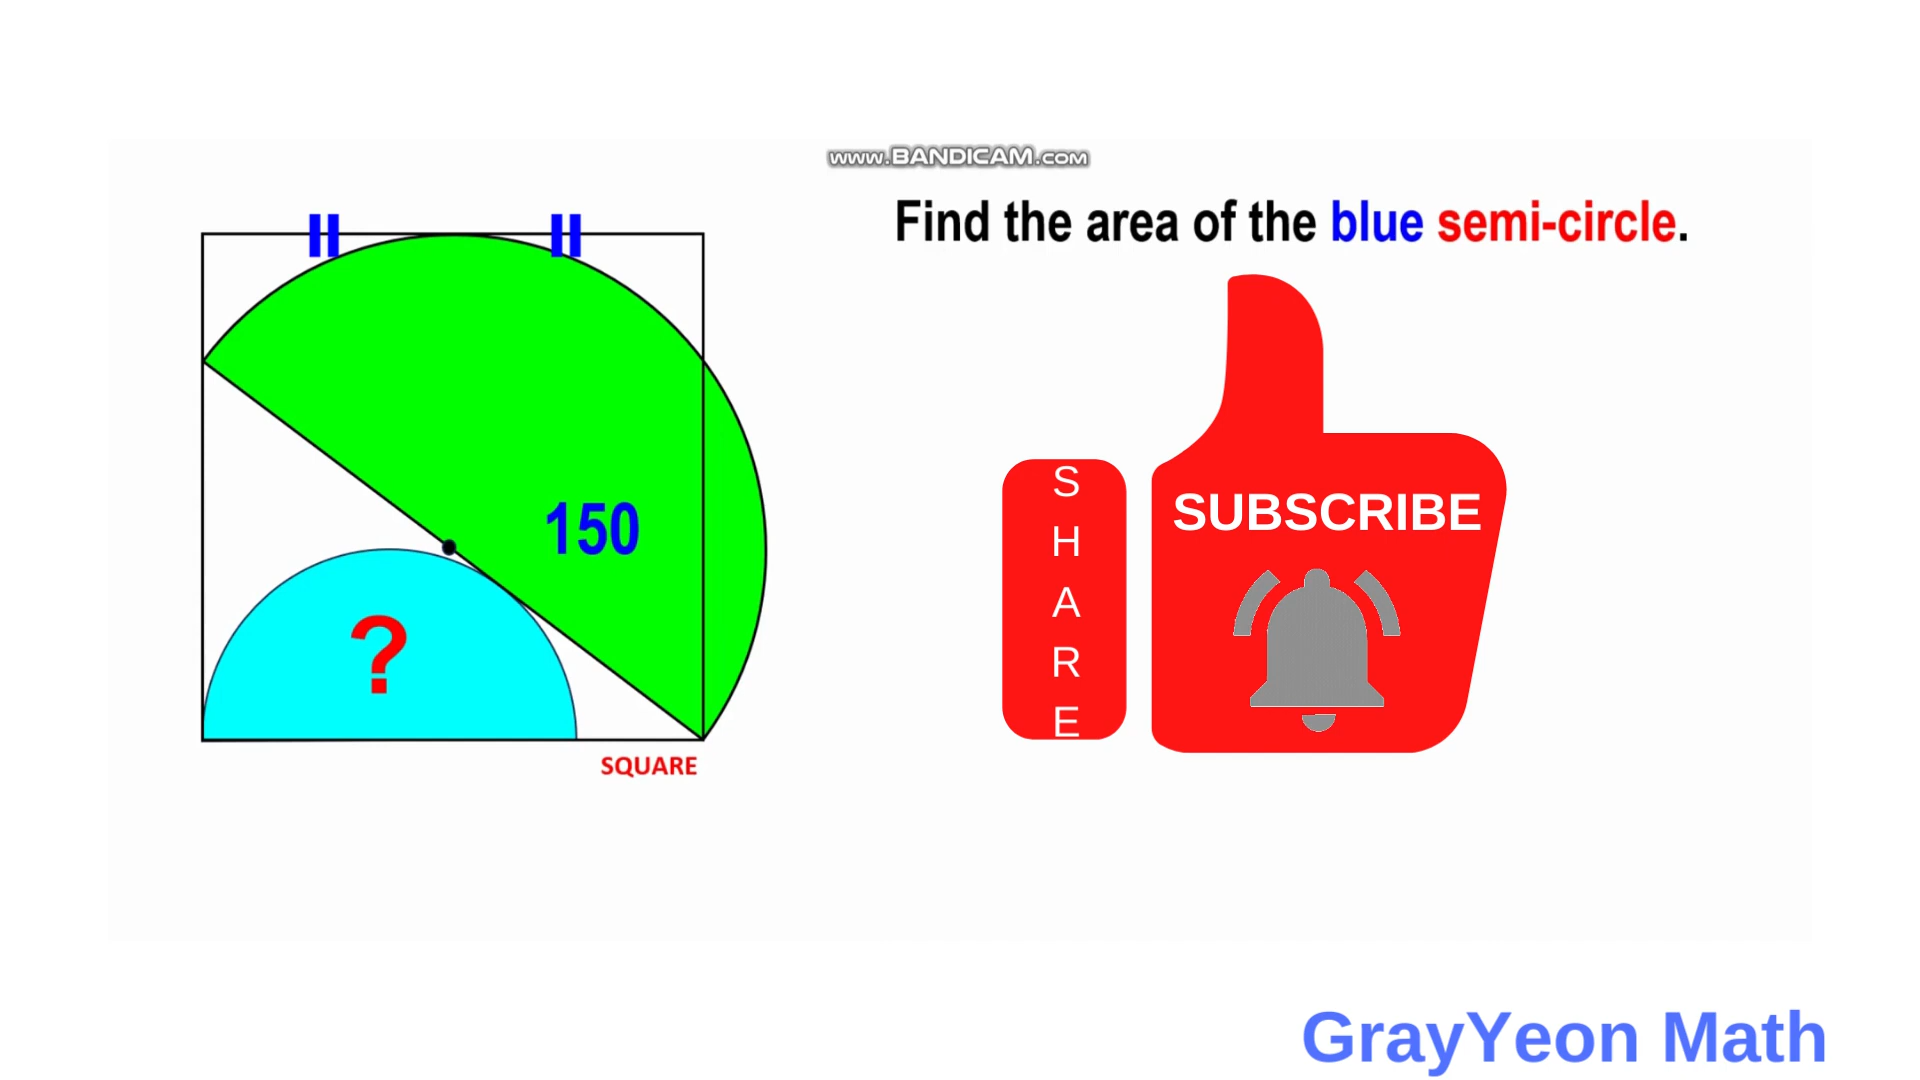 www.BANDICAM.com
Find the area of the blue semi-circle.
150
?
SQUARE
S
H
A
R
E
SUBSCRIBE
GrayYeon Math